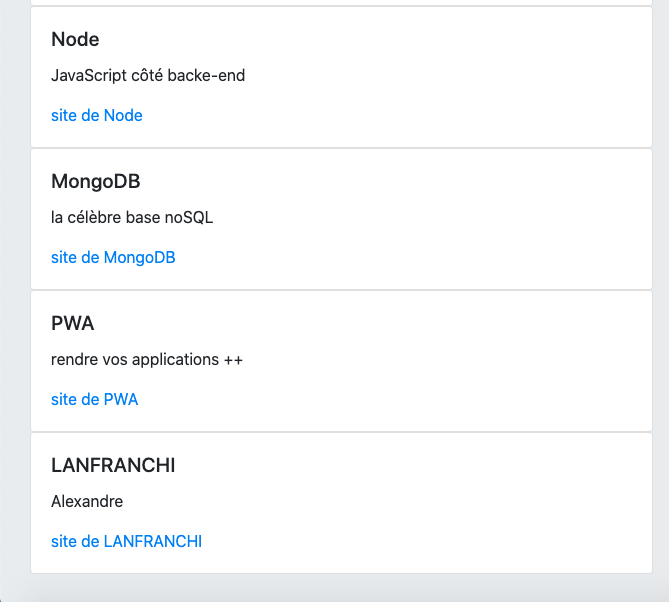 Node
JavaScript côté backe-end
site de Node
MongoDB
la célèbre base noSQL
site de MongoDB
PWA
rendre vos applications ++
site de PWA
LANFRANCHI
Alexandre
site de LANFRANCHI